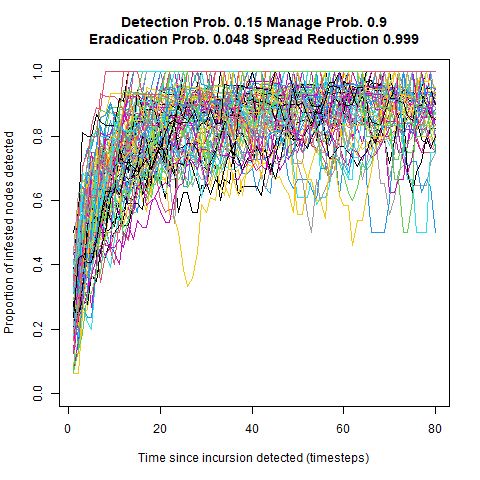 Detection Prob. 0.15 Manage Prob. 0.9
Eradication Prob. 0.048 Spread Reduction 0.999
Proportion of infested nodes detected
1.0
0.8
0.6
0.4
0.2
0.0
0
20
40
60
80
Time since incursion detected (timesteps)